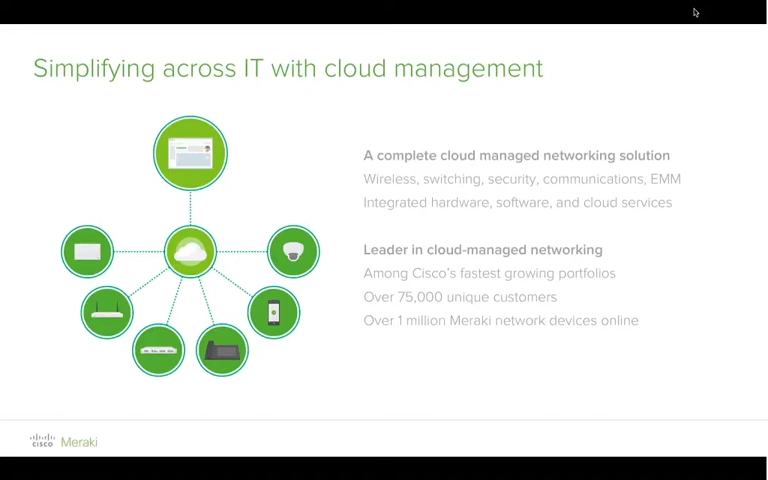 Simplifying across IT with cloud management
A complete cloud managed networking solution
Wireless, switching, security, communications, EMM
Integrated hardware, software, and cloud services
Leader in cloud-managed networking
Among Cisco's fastest growing portfolios
Over 75,000 unique customers
Over 1 million Meraki network devices online
cisco Meraki